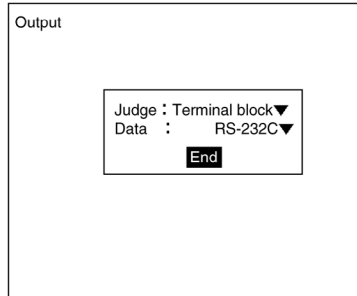 Output
Judge : Terminal block▼
Data : RS-232C▼
End